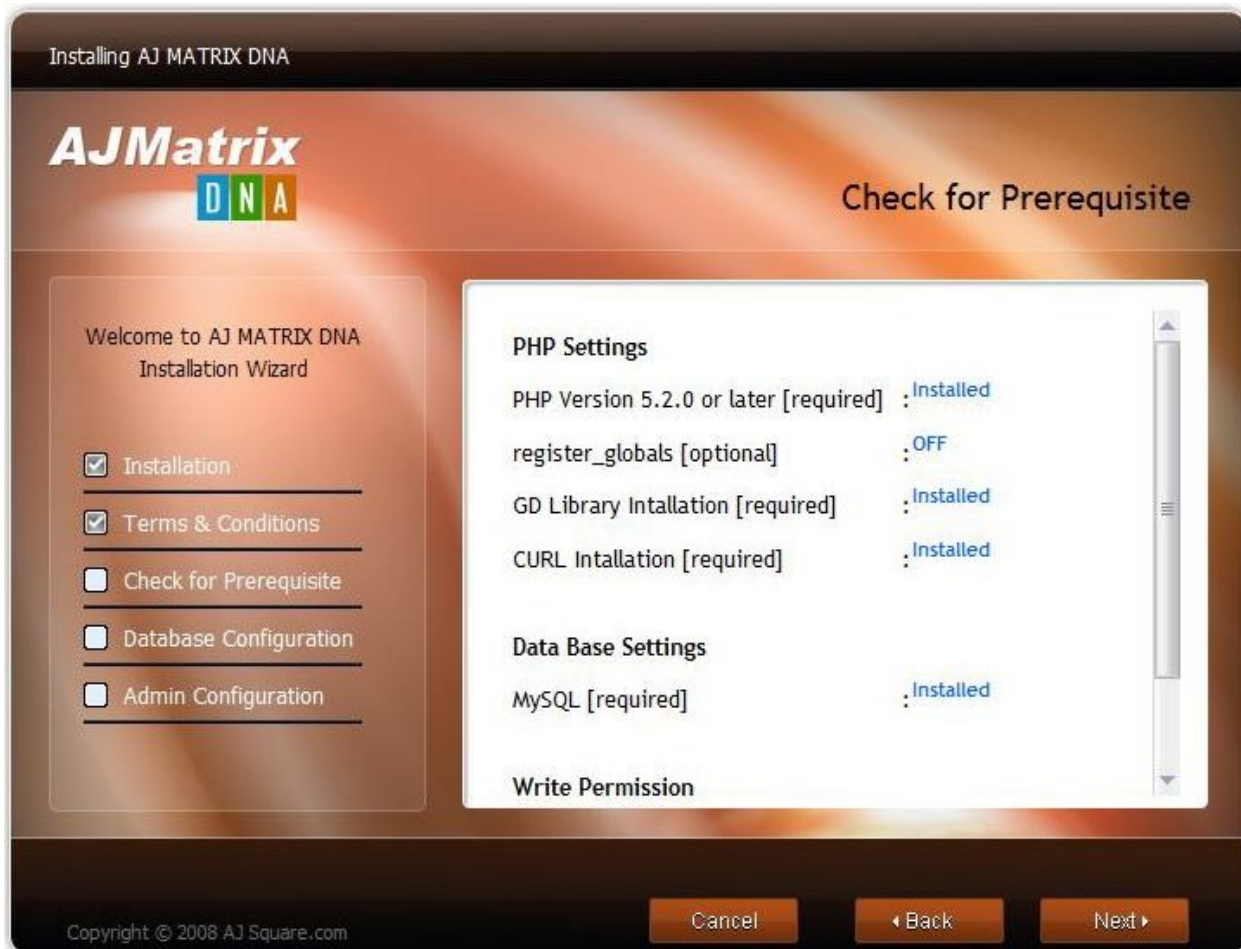 Installing AJ MATRIX DNA
AJMatrix
DNA
Check for Prerequisite
Welcome to AJ MATRIX DNA
Installation Wizard
Installation
Terms & Conditions
Check for Prerequisite
Database Configuration
Admin Configuration
PHP Settings
PHP Version 5.2.0 or later [required] : Installed
register_globals [optional] : OFF
GD Library Intallation [required] : Installed
CURL Intallation [required] : Installed
Data Base Settings
MySQL [required] : Installed
Write Permission
Copyright © 2008 AJ Square.com
Cancel
Back
Next